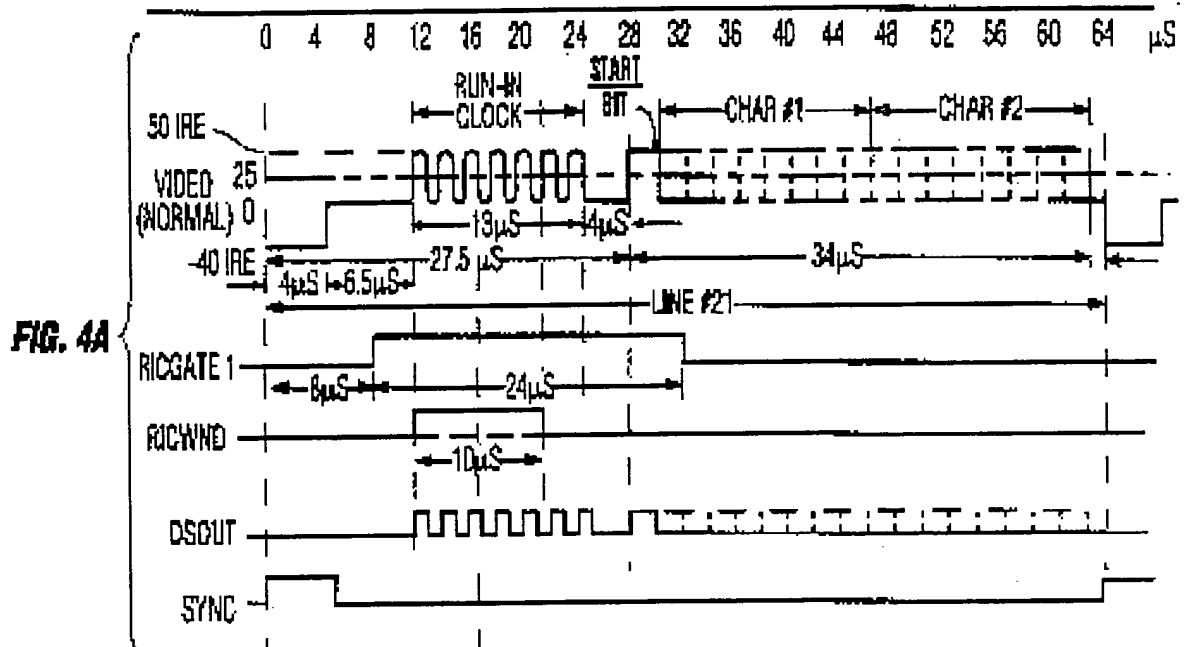 0 4 8 12 16 20 24 28 32 36 40 44 48 52 56 60 64 µS
RUN-IN
CLOCK
START
BIT
CHAR #1
CHAR #2
50 IRE
VIDEO 25
(NORMAL) 0
-40 IRE
13µS
4µS
27.5 µS
34µS
4µS
6.5µS
LINE #21
FIG. 4A
RICGATE 1
8µS
24µS
RICWND
10µS
DSOUT
SYNC